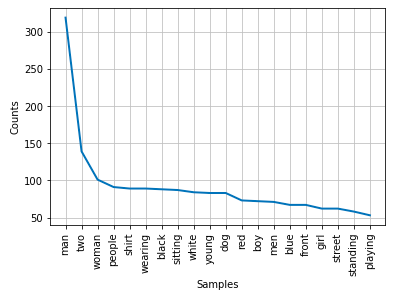 300
250
200
150
100
50
Counts
man
two
woman
people
shirt
wearing
black
sitting
white
young
dog
red
boy
men
blue
front
girl
street
standing
playing
Samples